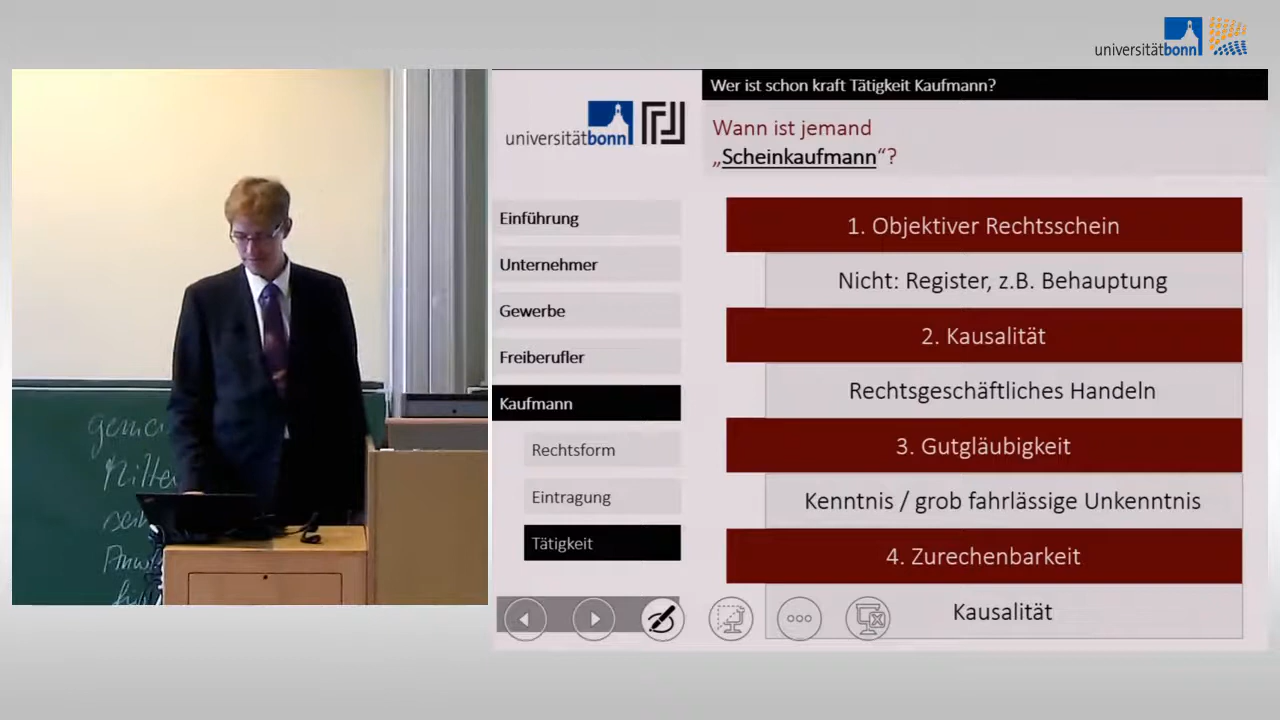 universitätbonn
universitätbonn
Wer ist schon kraft Tätigkeit Kaufmann?
Wann ist jemand
„Scheinkaufmann“?
Einführung
Unternehmer
Gewerbe
Freiberufler
Kaufmann
Rechtsform
Eintragung
Tätigkeit
1. Objektiver Rechtsschein
Nicht: Register, z.B. Behauptung
2. Kausalität
Rechtsgeschäftliches Handeln
3. Gutgläubigkeit
Kenntnis / grob fahrlässige Unkenntnis
4. Zurechenbarkeit
Kausalität